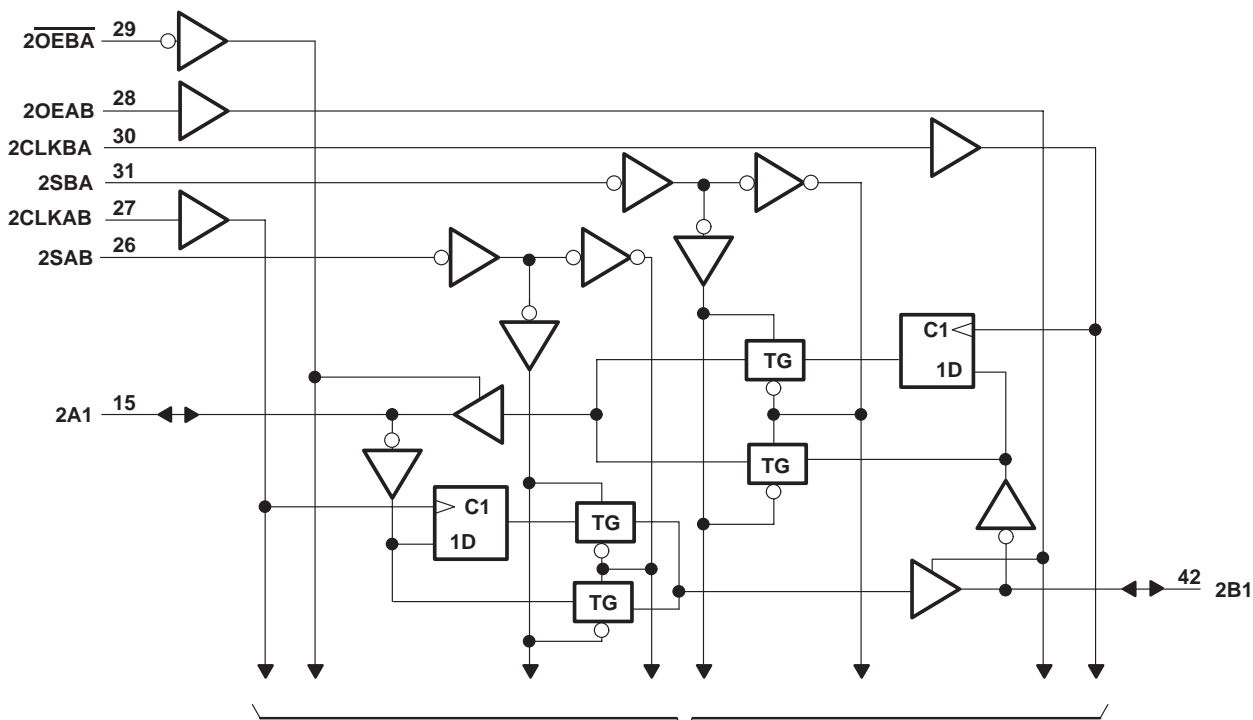 2O̅E̅B̅A̅ 29
2OEAB 28
2CLKBA 30
2SBA 31
2CLKAB 27
2SAB 26
C1
1D
TG
2A1 15
TG
C1
1D
TG
TG
42 2B1